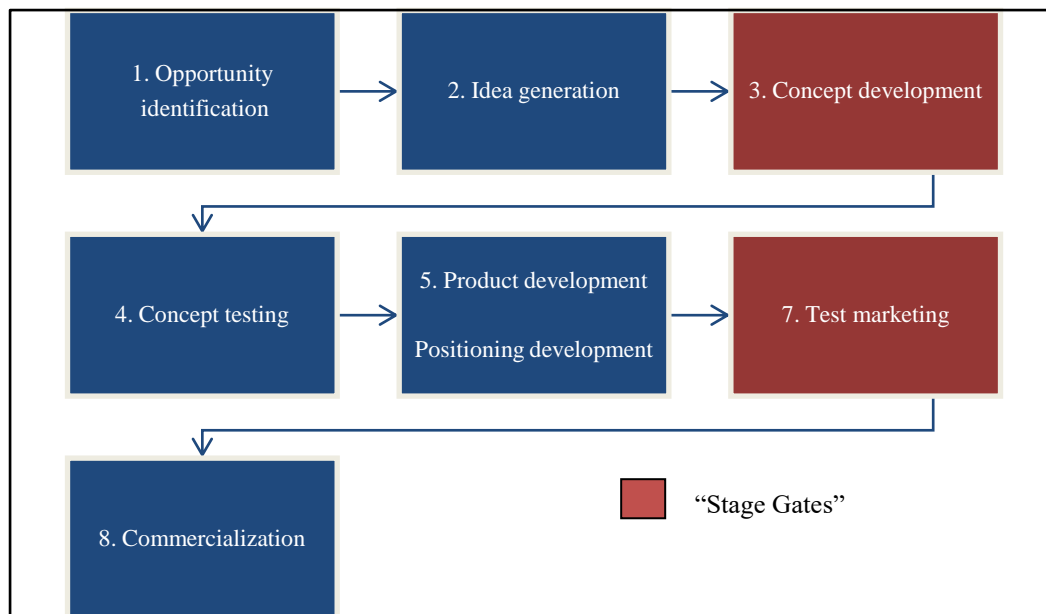 1. Opportunity
identification
2. Idea generation
3. Concept development
4. Concept testing
5. Product development
Positioning development
7. Test marketing
8. Commercialization
“Stage Gates”